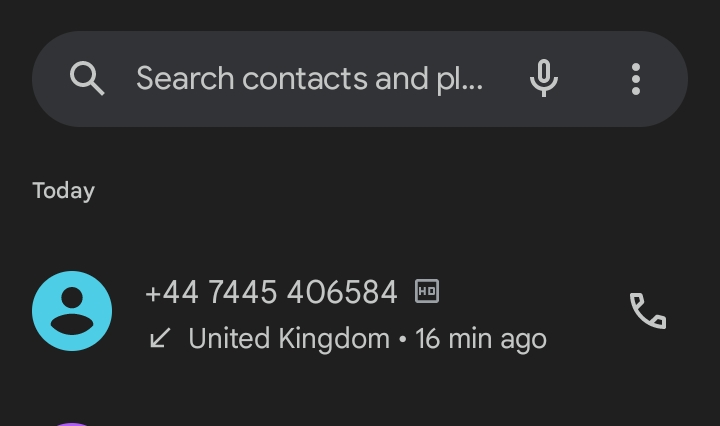 Search contacts and pl...
Today
+44 7445 406584 HD
United Kingdom • 16 min ago